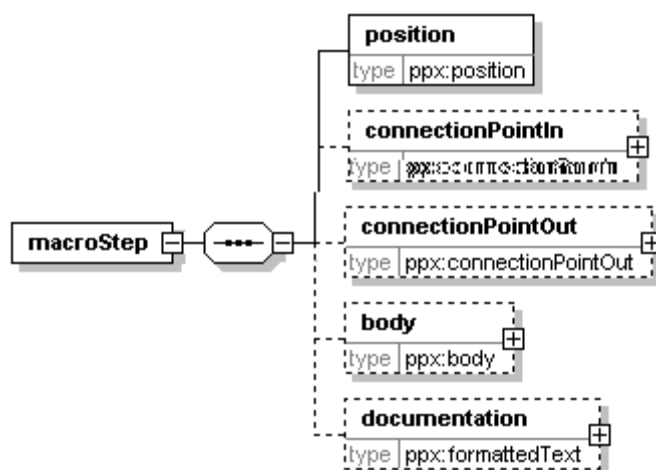 position
type ppx:position
connectionPointIn
type
macroStep
connectionPointOut
type ppx:connectionPointOut
body
type ppx:body
documentation
type ppx:formattedText